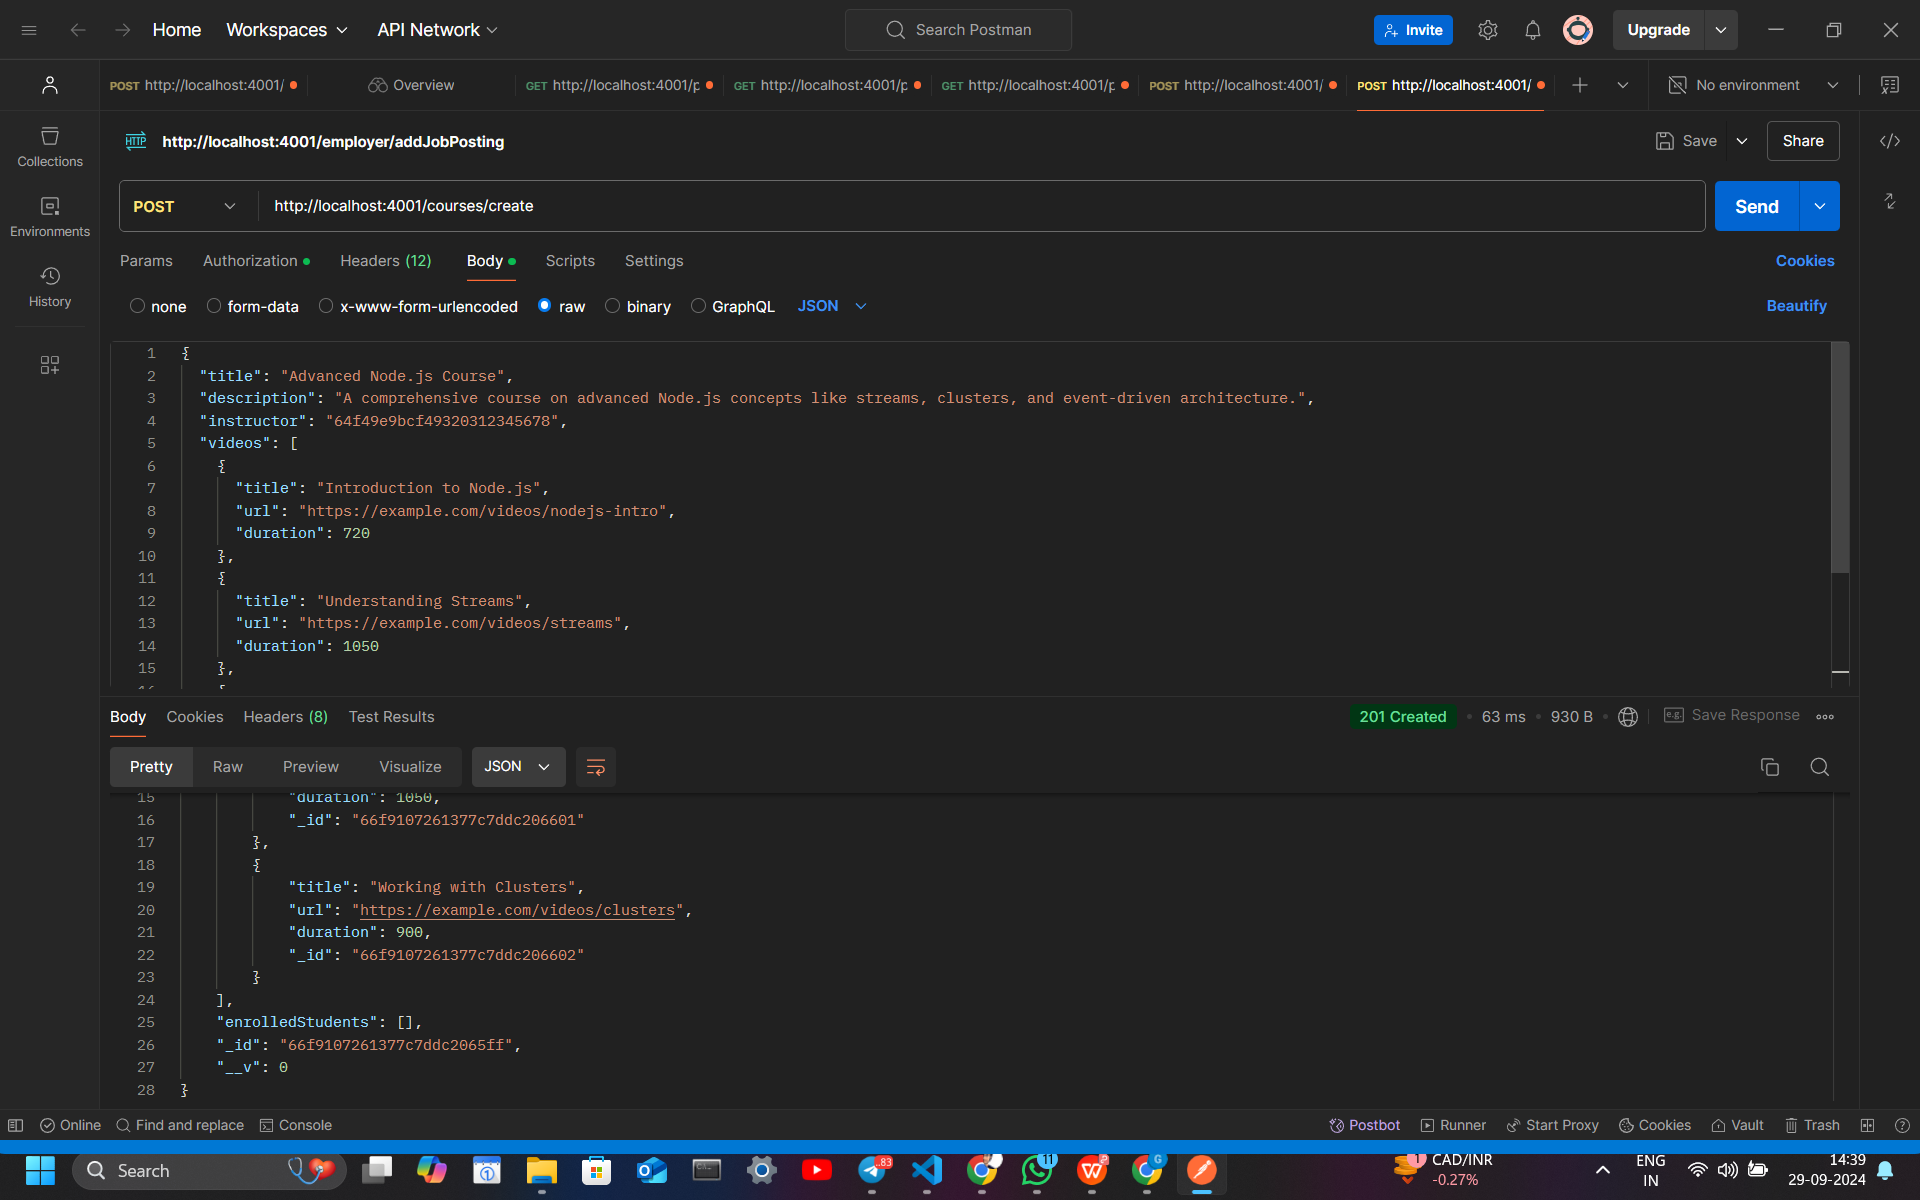 Home
Workspaces
API Network
Search Postman
Invite
Upgrade
POST http://localhost:4001/
Overview
GET http://localhost:4001/p
GET http://localhost:4001/p
GET http://localhost:4001/p
POST http://localhost:4001/
POST http://localhost:4001/
No environment
Collections
Environments
History
HTTP http://localhost:4001/employer/addJobPosting
Save
Share
POST
http://localhost:4001/courses/create
Send
Params
Authorization
Headers (12)
Body
Scripts
Settings
Cookies
none
form-data
x-www-form-urlencoded
raw
binary
GraphQL
JSON
Beautify
1 {
2 "title": "Advanced Node.js Course",
3 "description": "A comprehensive course on advanced Node.js concepts like streams, clusters, and event-driven architecture.",
4 "instructor": "64f49e9bcf49320312345678",
5 "videos": [
6 {
7 "title": "Introduction to Node.js",
8 "url": "https://example.com/videos/nodejs-intro",
9 "duration": 720
10 },
11 {
12 "title": "Understanding Streams",
13 "url": "https://example.com/videos/streams",
14 "duration": 1050
15 },
16 {
Body
Cookies
Headers (8)
Test Results
201 Created
63 ms
930 B
e.g.
Save Response
Pretty
Raw
Preview
Visualize
JSON
15 "duration": 1050,
16 "_id": "66f9107261377c7ddc206601"
17 },
18 {
19 "title": "Working with Clusters",
20 "url": "https://example.com/videos/clusters",
21 "duration": 900,
22 "_id": "66f9107261377c7ddc206602"
23 }
24 ],
25 "enrolledStudents": [],
26 "_id": "66f9107261377c7ddc2065ff",
27 "__v": 0
28 }
Online
Find and replace
Console
Postbot
Runner
Start Proxy
Cookies
Vault
Trash
Search
.83
11
G
1
CAD/INR
-0.27%
ENG
IN
14:39
29-09-2024